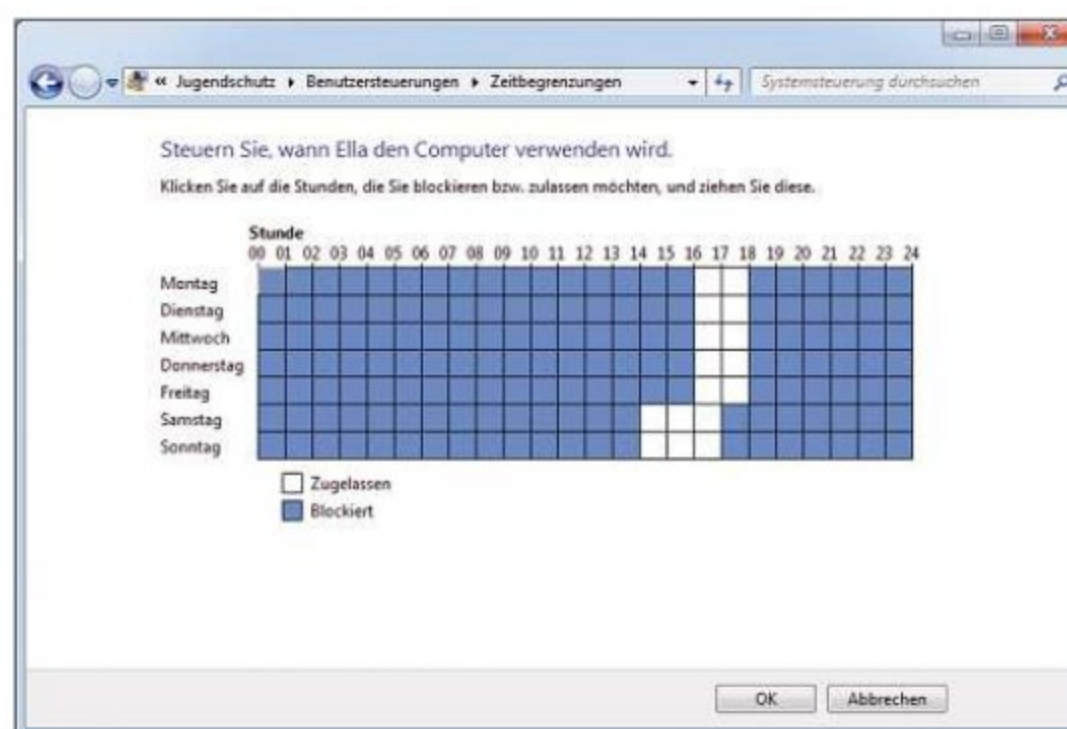 « Jugendschutz ▸ Benutzersteuerungen ▸ Zeitbegrenzungen
Systemsteuerung durchsuchen
Steuern Sie, wann Ella den Computer verwenden wird.
Klicken Sie auf die Stunden, die Sie blockieren bzw. zulassen möchten, und ziehen Sie diese.
Stunde
00 01 02 03 04 05 06 07 08 09 10 11 12 13 14 15 16 17 18 19 20 21 22 23 24
Montag
Dienstag
Mittwoch
Donnerstag
Freitag
Samstag
Sonntag
Zugelassen
Blockiert
OK Abbrechen